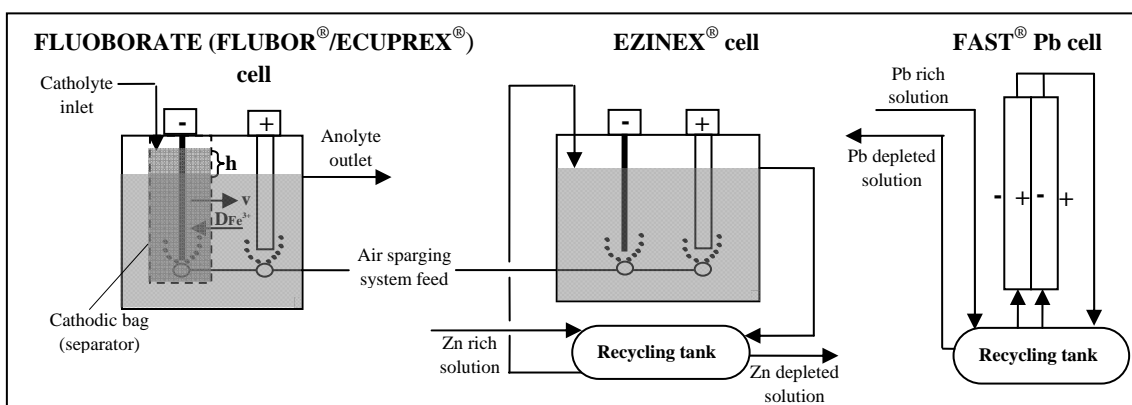 FLUOBORATE (FLUBOR®/ECUPREX®)
cell
Catholyte
inlet
-
+
h
Anolyte
outlet
v
DFe³⁺
Cathodic bag
(separator)
Air sparging
system feed
EZINEX® cell
-
+
Zn rich
solution
Recycling tank
Zn depleted
solution
FAST® Pb cell
Pb rich
solution
Pb depleted
solution
- + - +
Recycling tank